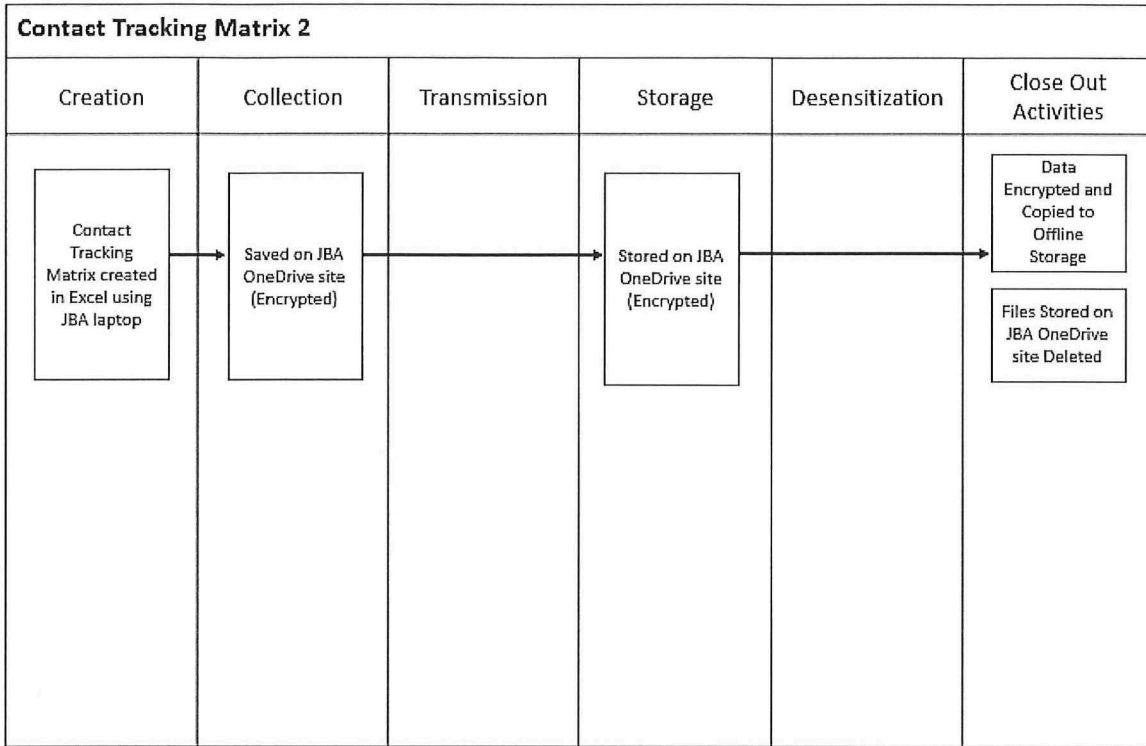 Contact Tracking Matrix 2
Creation
Collection
Transmission
Storage
Desensitization
Close Out
Activities
Contact
Tracking
Matrix created
in Excel using
JBA laptop
Saved on JBA
OneDrive site
(Encrypted)
Stored on JBA
OneDrive site
(Encrypted)
Data
Encrypted and
Copied to
Offline
Storage
Files Stored on
JBA OneDrive
site Deleted